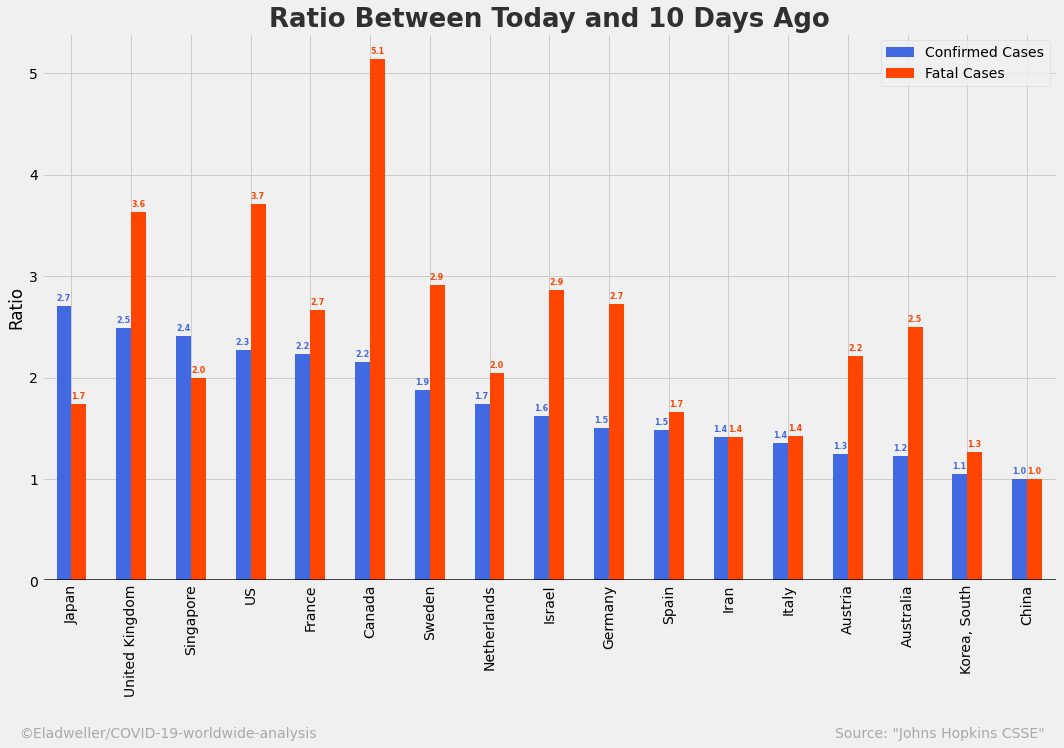 Ratio Between Today and 10 Days Ago
Confirmed Cases
Fatal Cases
Ratio
5
4
3
2
1
0
2.7 1.7
2.5 3.6
2.4 2.0
2.3 3.7
2.2 2.7
2.2 5.1
1.9 2.9
1.7 2.0
1.6 2.9
1.5 2.7
1.5 1.7
1.4 1.4
1.4 1.4
1.3 2.2
1.2 2.5
1.1 1.3
1.0 1.0
Japan
United Kingdom
Singapore
US
France
Canada
Sweden
Netherlands
Israel
Germany
Spain
Iran
Italy
Austria
Australia
Korea, South
China
©Eladweller/COVID-19-worldwide-analysis
Source: "Johns Hopkins CSSE"